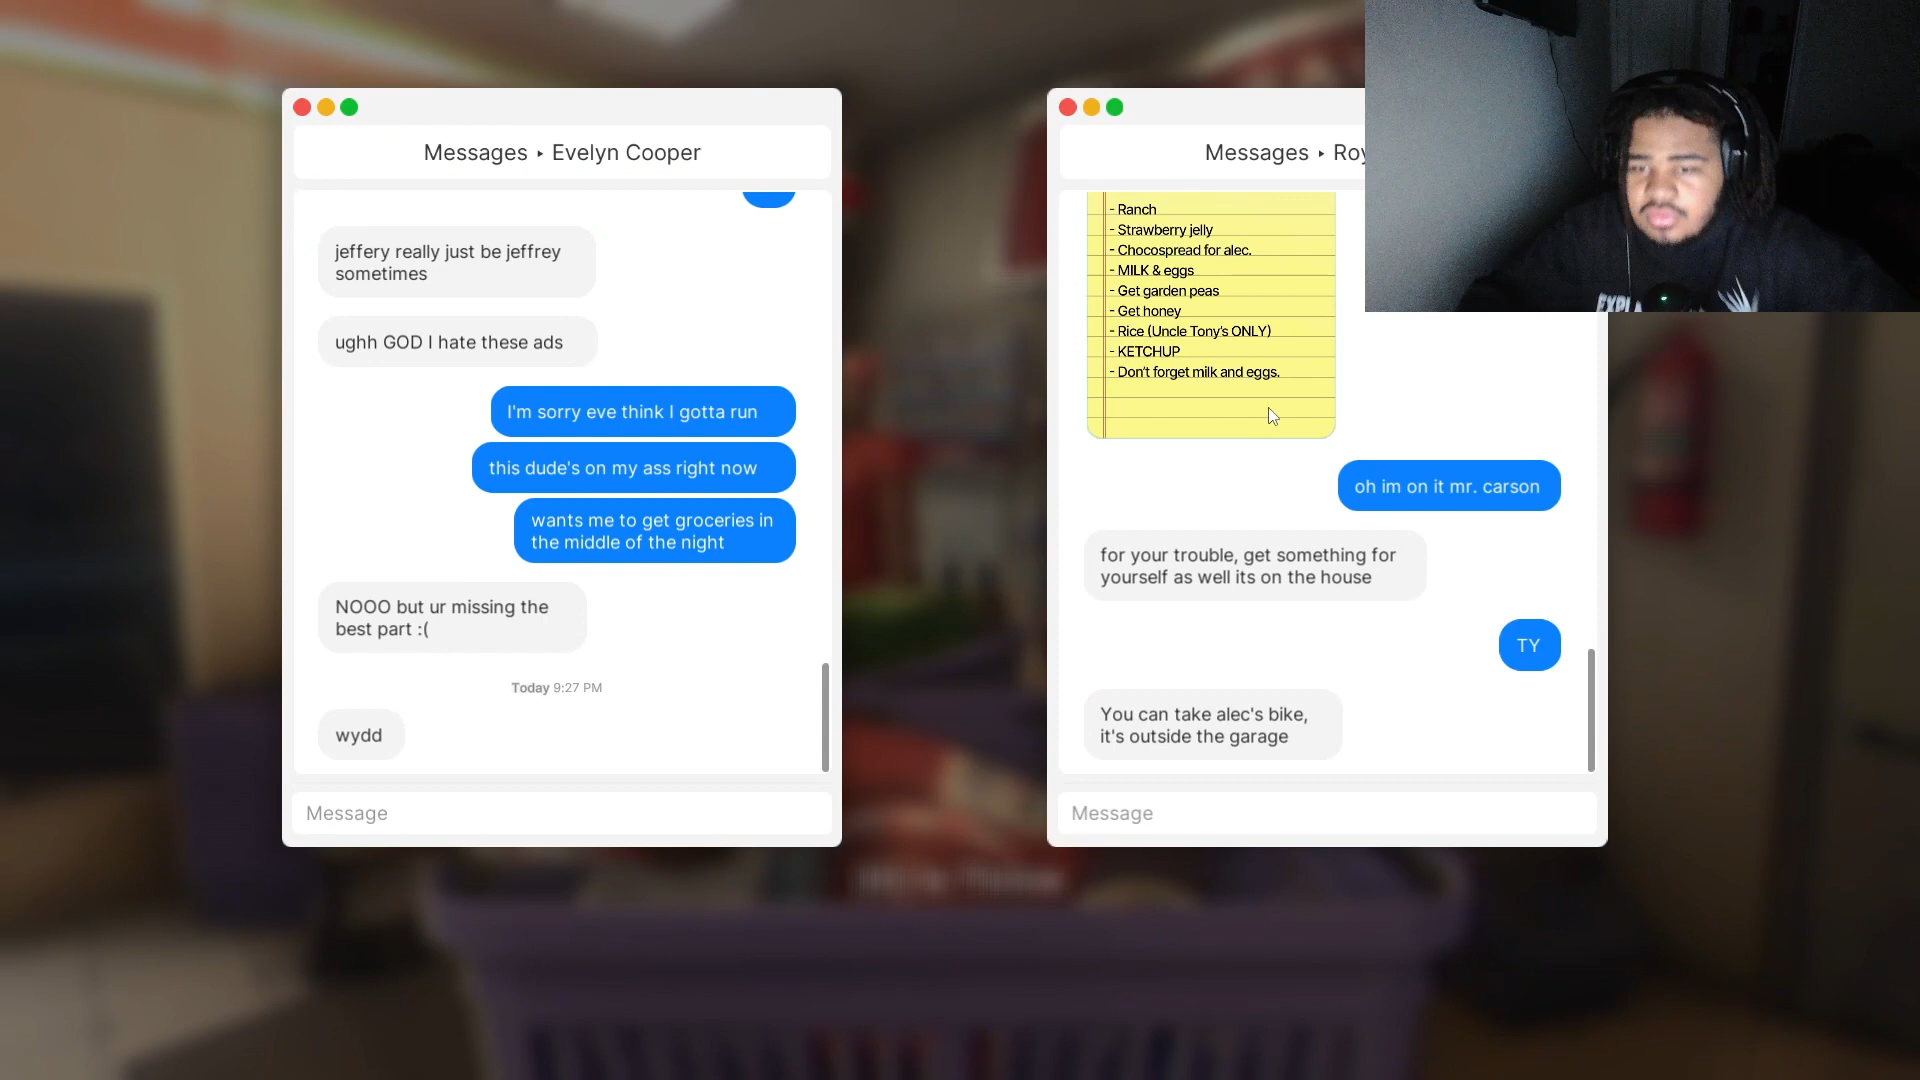 Messages ‣ Evelyn Cooper
jeffery really just be jeffrey
sometimes
ughh GOD I hate these ads
I'm sorry eve think I gotta run
this dude's on my ass right now
wants me to get groceries in
the middle of the night
NOOO but ur missing the
best part :(
Today 9:27 PM
wydd
Message
Messages ‣ Roy
- Ranch
- Strawberry jelly
- Chocospread for alec.
- MILK & eggs
- Get garden peas
- Get honey
- Rice (Uncle Tony's ONLY)
- KETCHUP
- Don't forget milk and eggs.
oh im on it mr. carson
for your trouble, get something for
yourself as well its on the house
TY
You can take alec's bike,
it's outside the garage
Message